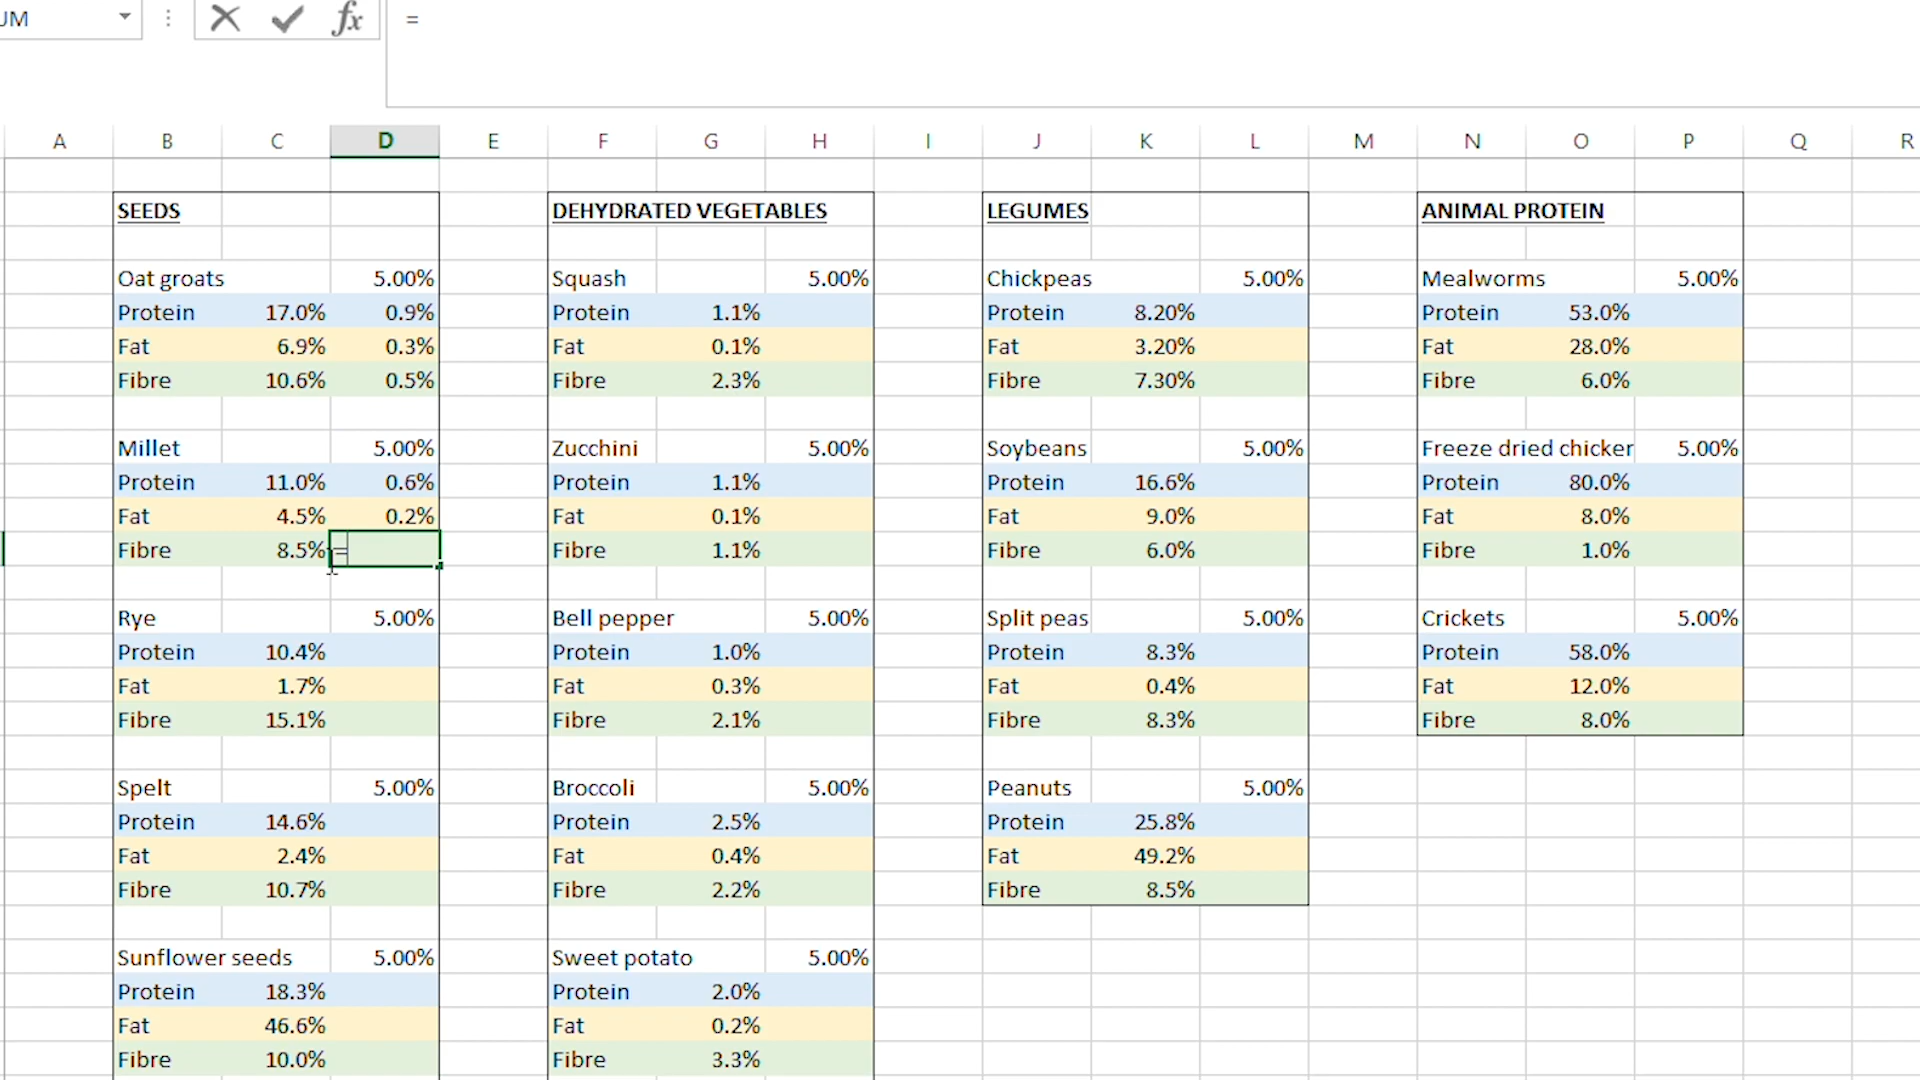 UM fx =
A B C D E F G H I J K L M N O P Q R
SEEDS DEHYDRATED VEGETABLES LEGUMES ANIMAL PROTEIN
Oat groats 5.00% Squash 5.00% Chickpeas 5.00% Mealworms 5.00%
Protein 17.0% 0.9% Protein 1.1% Protein 8.20% Protein 53.0%
Fat 6.9% 0.3% Fat 0.1% Fat 3.20% Fat 28.0%
Fibre 10.6% 0.5% Fibre 2.3% Fibre 7.30% Fibre 6.0%
Millet 5.00% Zucchini 5.00% Soybeans 5.00% Freeze dried chicken 5.00%
Protein 11.0% 0.6% Protein 1.1% Protein 16.6% Protein 80.0%
Fat 4.5% 0.2% Fat 0.1% Fat 9.0% Fat 8.0%
Fibre 8.5% = Fibre 1.1% Fibre 6.0% Fibre 1.0%
Rye 5.00% Bell pepper 5.00% Split peas 5.00% Crickets 5.00%
Protein 10.4% Protein 1.0% Protein 8.3% Protein 58.0%
Fat 1.7% Fat 0.3% Fat 0.4% Fat 12.0%
Fibre 15.1% Fibre 2.1% Fibre 8.3% Fibre 8.0%
Spelt 5.00% Broccoli 5.00% Peanuts 5.00%
Protein 14.6% Protein 2.5% Protein 25.8%
Fat 2.4% Fat 0.4% Fat 49.2%
Fibre 10.7% Fibre 2.2% Fibre 8.5%
Sunflower seeds 5.00% Sweet potato 5.00%
Protein 18.3% Protein 2.0%
Fat 46.6% Fat 0.2%
Fibre 10.0% Fibre 3.3%